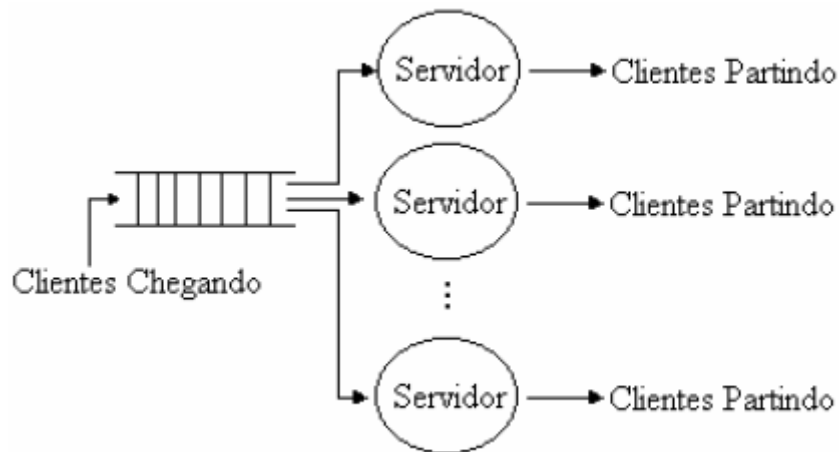 Servidor
Clientes Partindo
Servidor
Clientes Partindo
Clientes Chegando
Servidor
Clientes Partindo